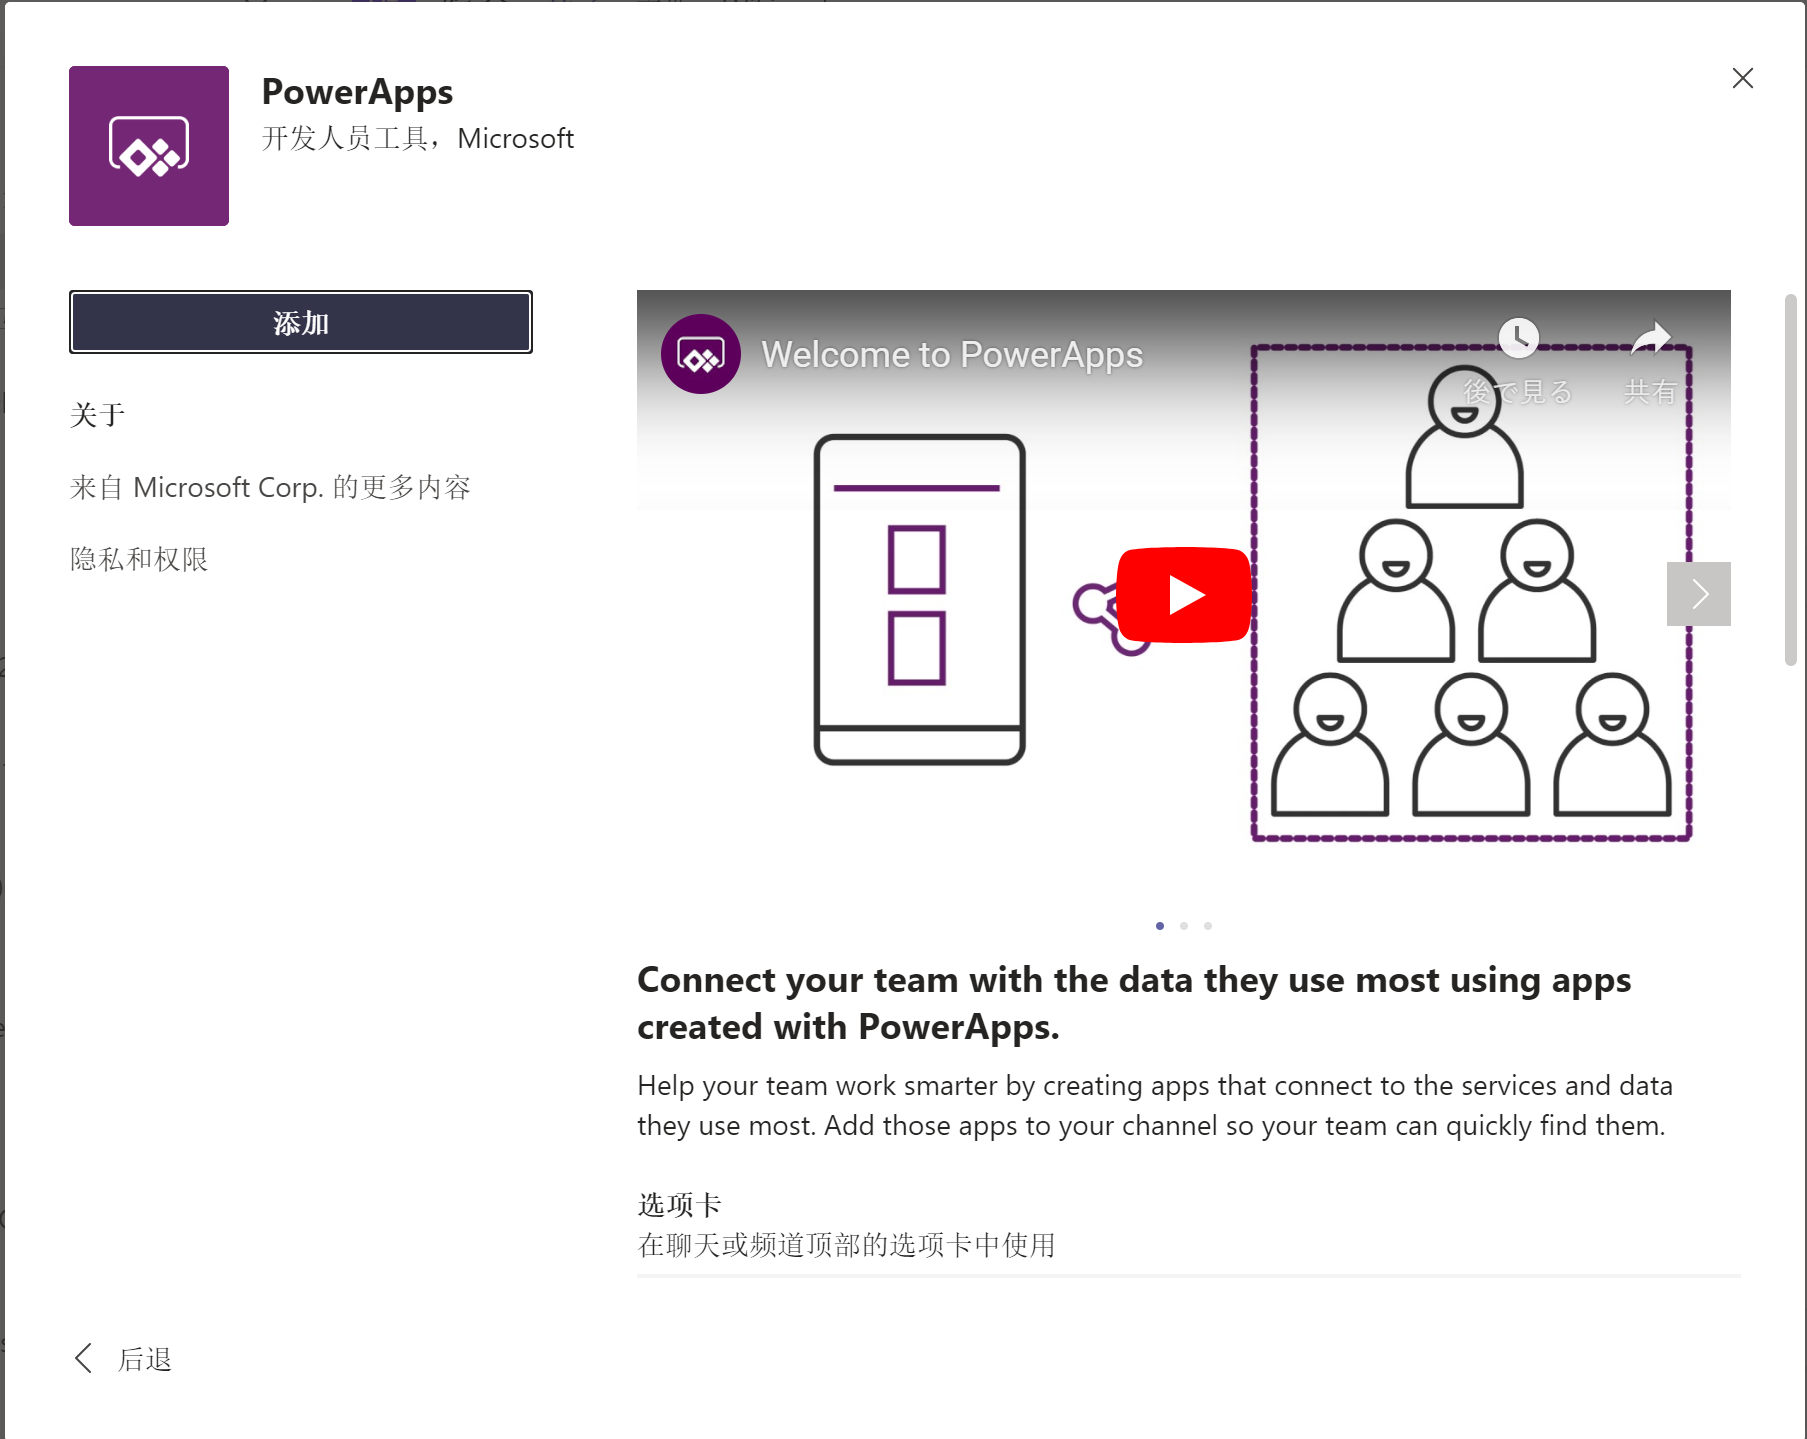 PowerApps
开发人员工具，Microsoft
添加
关于
来自 Microsoft Corp. 的更多内容
隐私和权限
Welcome to PowerApps
後で見る
共有
Connect your team with the data they use most using apps
created with PowerApps.
Help your team work smarter by creating apps that connect to the services and data
they use most. Add those apps to your channel so your team can quickly find them.
选项卡
在聊天或频道顶部的选项卡中使用
后退